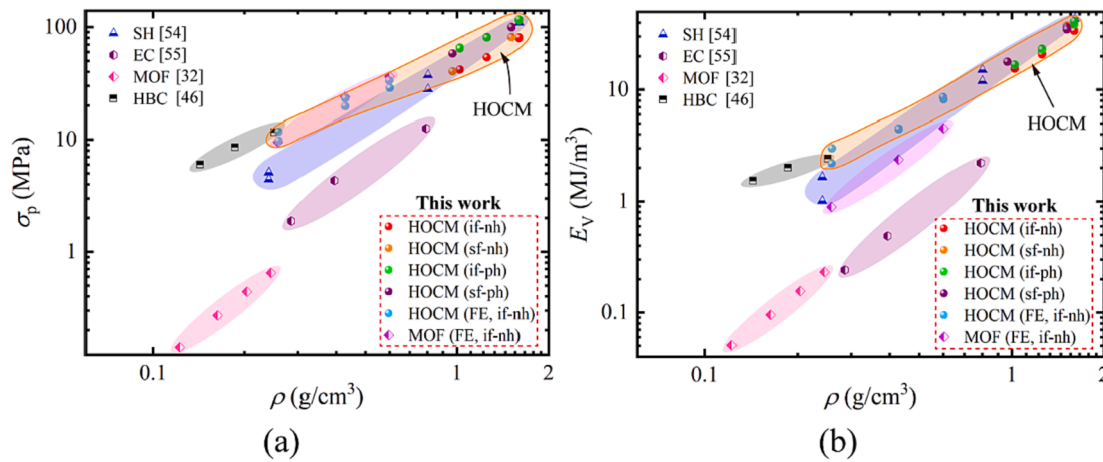 (a)
100
10
1
σp (MPa)
SH [54]
EC [55]
MOF [32]
HBC [46]
HOCM
This work
HOCM (if-nh)
HOCM (sf-nh)
HOCM (if-ph)
HOCM (sf-ph)
HOCM (FE, if-nh)
MOF (FE, if-nh)
0.1 1 2
ρ (g/cm³)
(a)
(b)
10
1
0.1
EV (MJ/m³)
SH [54]
EC [55]
MOF [32]
HBC [46]
HOCM
This work
HOCM (if-nh)
HOCM (sf-nh)
HOCM (if-ph)
HOCM (sf-ph)
HOCM (FE, if-nh)
MOF (FE, if-nh)
0.1 1 2
ρ (g/cm³)
(b)